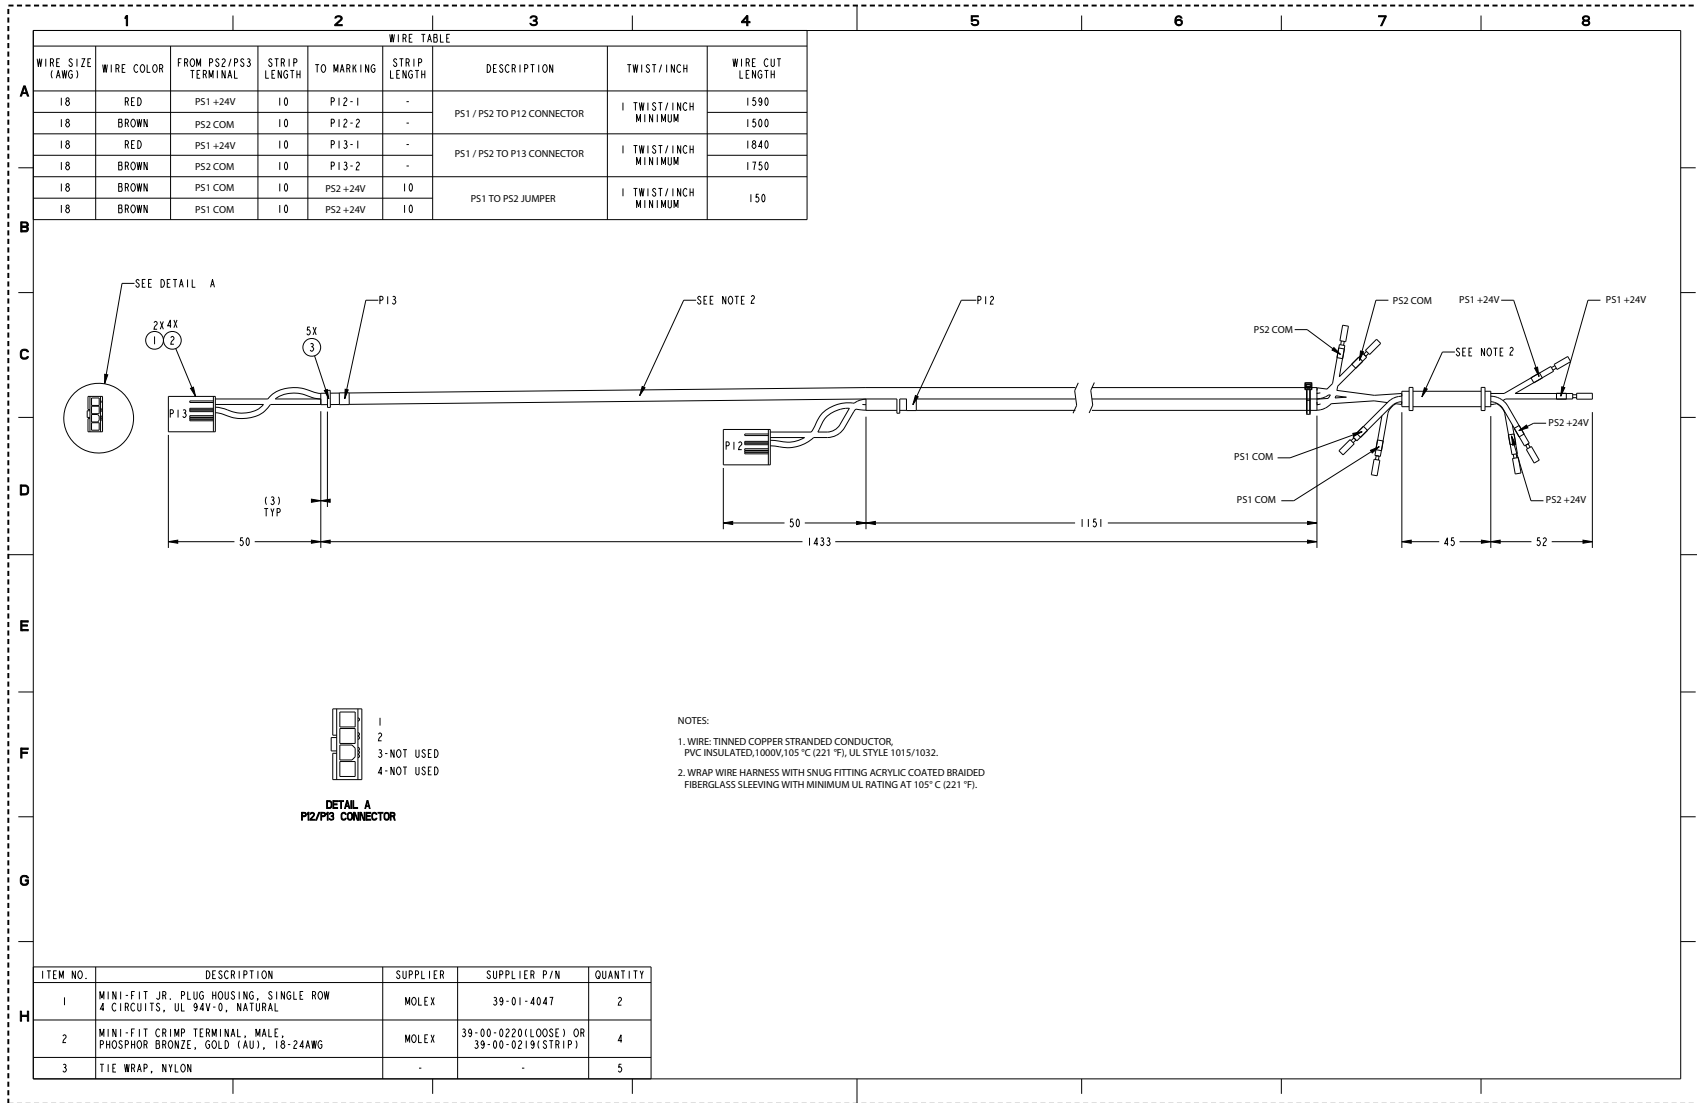 1 2 3 4 5 6 7 8
WIRE TABLE
WIRE SIZE (AWG) WIRE COLOR FROM PS2/PS3 TERMINAL STRIP LENGTH TO MARKING STRIP LENGTH DESCRIPTION TWIST/INCH WIRE CUT LENGTH
A
18 RED PS1 +24V 10 P12-1 - PS1 / PS2 TO P12 CONNECTOR 1 TWIST/INCH MINIMUM 1590
18 BROWN PS2 COM 10 P12-2 - 1500
18 RED PS1 +24V 10 P13-1 - PS1 / PS2 TO P13 CONNECTOR 1 TWIST/INCH MINIMUM 1840
18 BROWN PS2 COM 10 P13-2 - 1750
18 BROWN PS1 COM 10 PS2 +24V 10 PS1 TO PS2 JUMPER 1 TWIST/INCH MINIMUM 150
18 BROWN PS1 COM 10 PS2 +24V 10
B
SEE DETAIL A
P13 SEE NOTE 2 P12 PS2 COM PS1 +24V PS1 +24V
2X 4X
1 2
5X
3
PS2 COM
SEE NOTE 2
C
P13
P12
PS2 +24V
PS1 COM
D
(3)
TYP
PS1 COM PS2 +24V
50 1151
50 1433 45 52
E
F
1
2
3-NOT USED
4-NOT USED
DETAIL A
P12/P13 CONNECTOR
NOTES:
1. WIRE: TINNED COPPER STRANDED CONDUCTOR,
PVC INSULATED,1000V,105 °C (221 °F), UL STYLE 1015/1032.
2. WRAP WIRE HARNESS WITH SNUG FITTING ACRYLIC COATED BRAIDED
FIBERGLASS SLEEVING WITH MINIMUM UL RATING AT 105° C (221 °F).
G
H
ITEM NO. DESCRIPTION SUPPLIER SUPPLIER P/N QUANTITY
1 MINI-FIT JR. PLUG HOUSING, SINGLE ROW 4 CIRCUITS, UL 94V-0, NATURAL MOLEX 39-01-4047 2
2 MINI-FIT CRIMP TERMINAL, MALE, PHOSPHOR BRONZE, GOLD (AU), 18-24AWG MOLEX 39-00-0220(LOOSE) OR 39-00-0219(STRIP) 4
3 TIE WRAP, NYLON - - 5